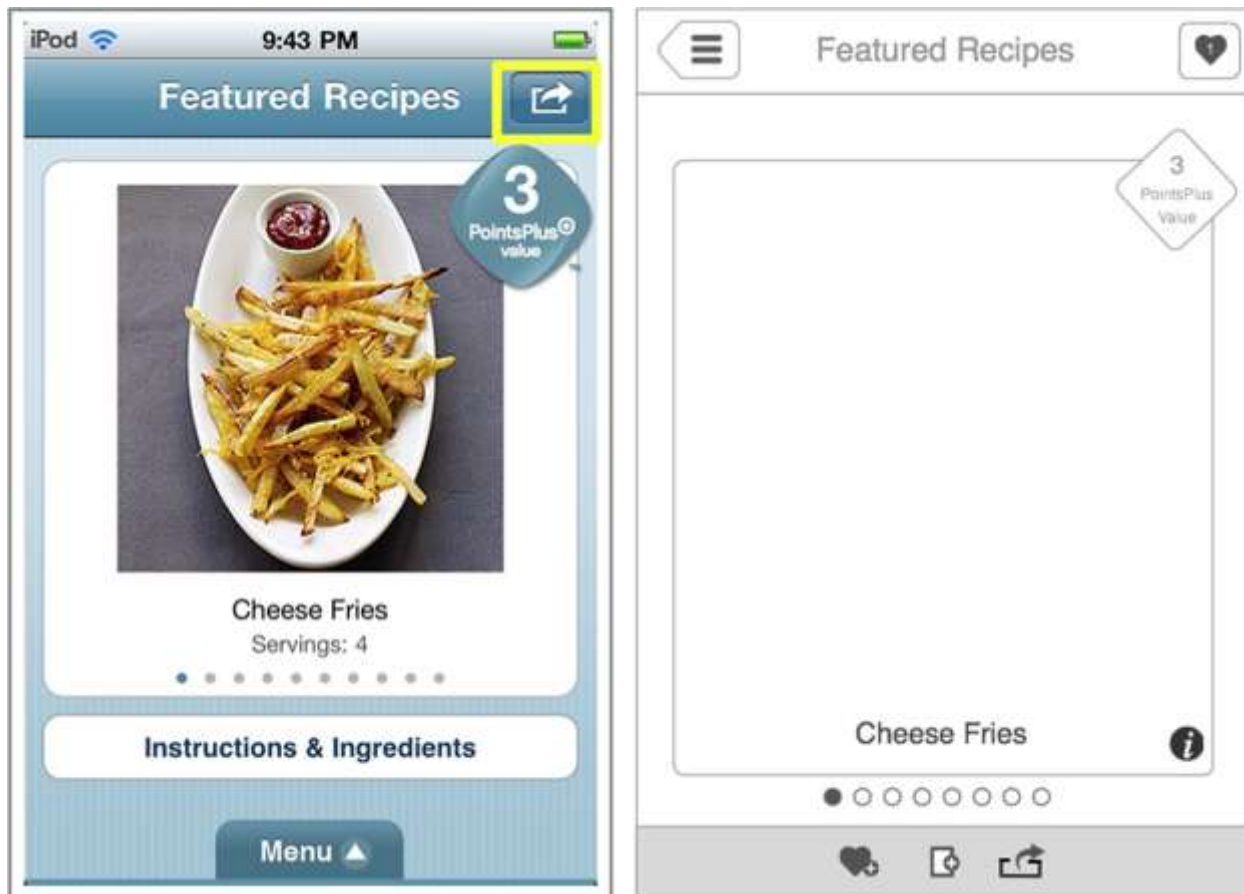 iPod 9:43 PM
Featured Recipes
3
PointsPlus®
value
Cheese Fries
Servings: 4
Instructions & Ingredients
Menu
Featured Recipes
1
3
PointsPlus
Value
Cheese Fries
i